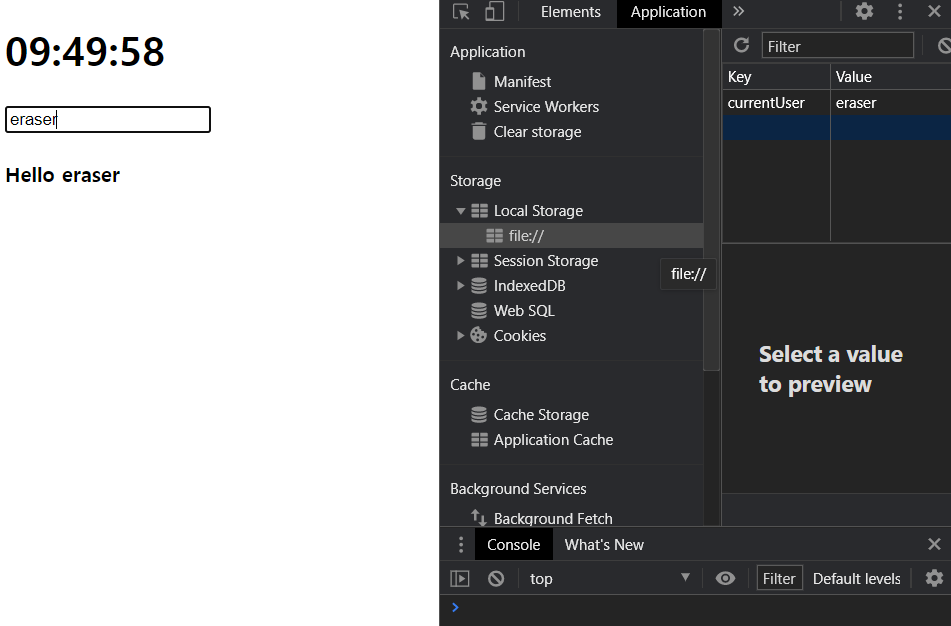 09:49:58
eraser
Hello eraser
Elements
Application
Application
Manifest
Service Workers
Clear storage
Storage
Local Storage
file://
Session Storage
IndexedDB
Web SQL
Cookies
file://
Cache
Cache Storage
Application Cache
Background Services
Background Fetch
Filter
Key Value
currentUser eraser
Select a value
to preview
Console What's New
top Filter Default levels